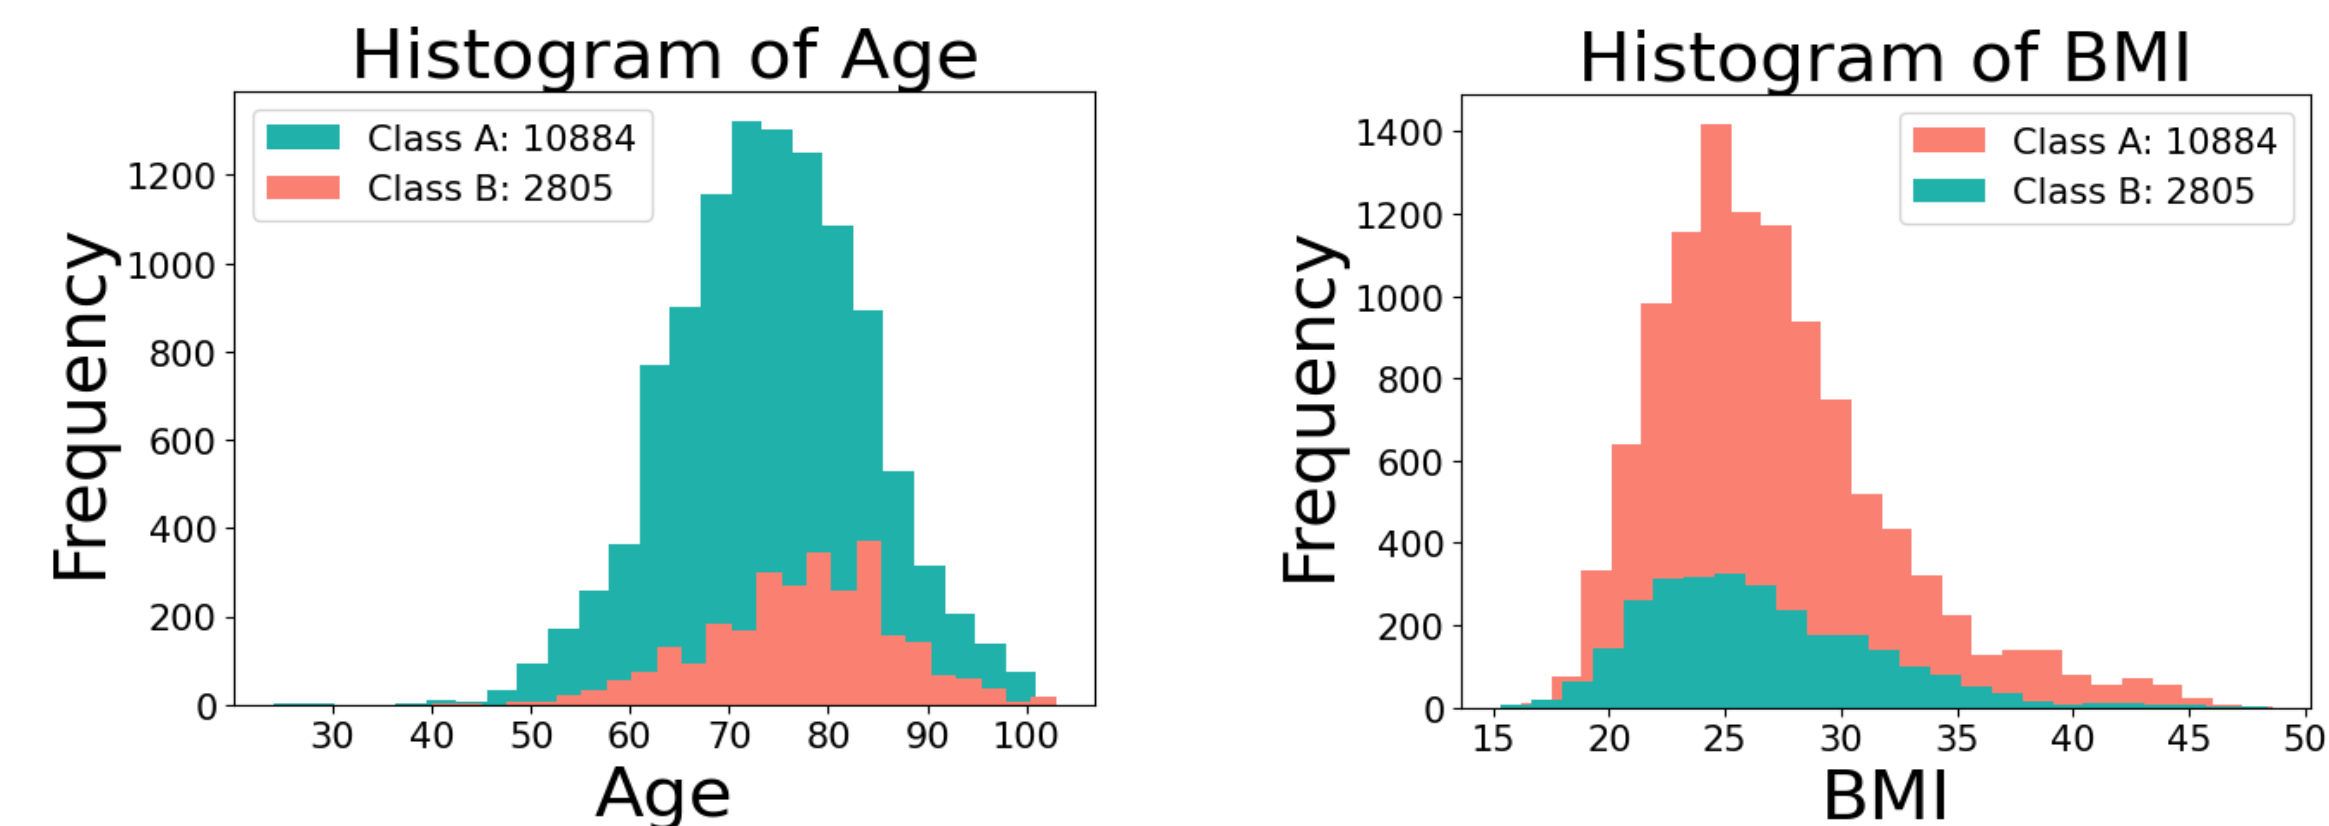 Histogram of Age
Class A: 10884
Class B: 2805
Frequency
1200
1000
800
600
400
200
0
30 40 50 60 70 80 90 100
Age
Histogram of BMI
Class A: 10884
Class B: 2805
Frequency
1400
1200
1000
800
600
400
200
0
15 20 25 30 35 40 45 50
BMI